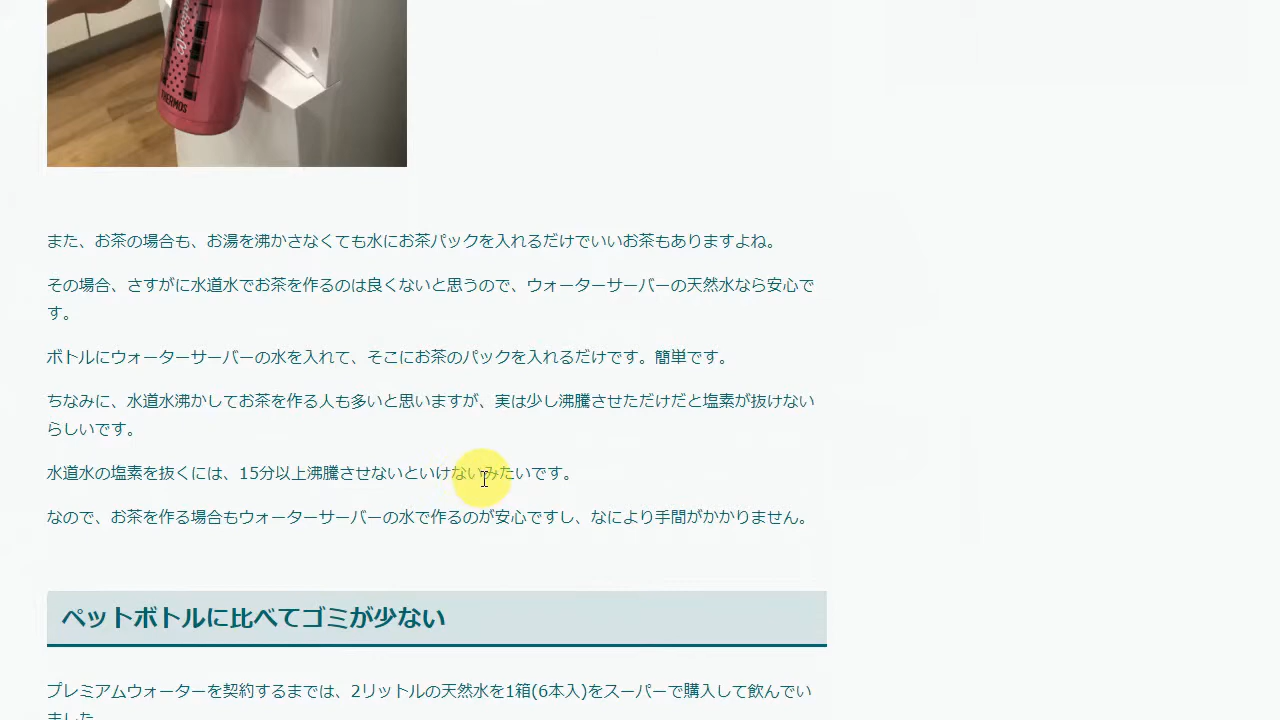 THERMOS
また、お茶の場合も、お湯を沸かさなくても水にお茶パックを入れるだけでいいお茶もありますよね。
その場合、さすがに水道水でお茶を作るのは良くないと思うので、ウォーターサーバーの天然水なら安心で
す。
ボトルにウォーターサーバーの水を入れて、そこにお茶のパックを入れるだけです。簡単です。
ちなみに、水道水沸かしてお茶を作る人も多いと思いますが、実は少し沸騰させただけだと塩素が抜けない
らしいです。
水道水の塩素を抜くには、15分以上沸騰させないといけないみたいです。
なので、お茶を作る場合もウォーターサーバーの水で作るのが安心ですし、なにより手間がかかりません。
ペットボトルに比べてゴミが少ない
プレミアムウォーターを契約するまでは、2リットルの天然水を1箱(6本入)をスーパーで購入して飲んでい
ました